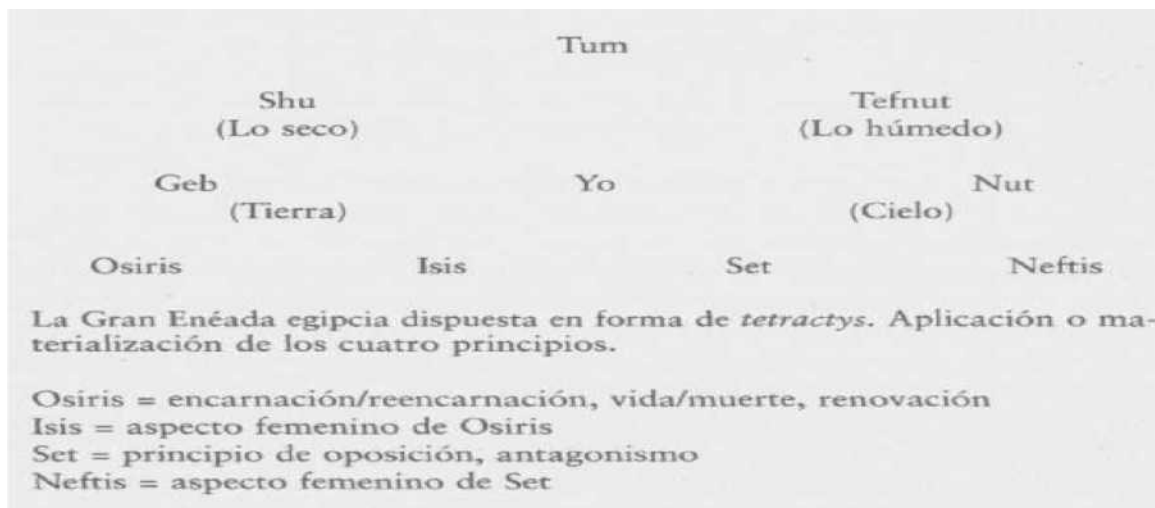 Tum
Shu Tefnut
(Lo seco) (Lo húmedo)
Geb Yo Nut
(Tierra) (Cielo)
Osiris Isis Set Neftis
La Gran Enéada egipcia dispuesta en forma de tetractys. Aplicación o ma-
terialización de los cuatro principios.
Osiris = encarnación/reencarnación, vida/muerte, renovación
Isis = aspecto femenino de Osiris
Set = principio de oposición, antagonismo
Neftis = aspecto femenino de Set